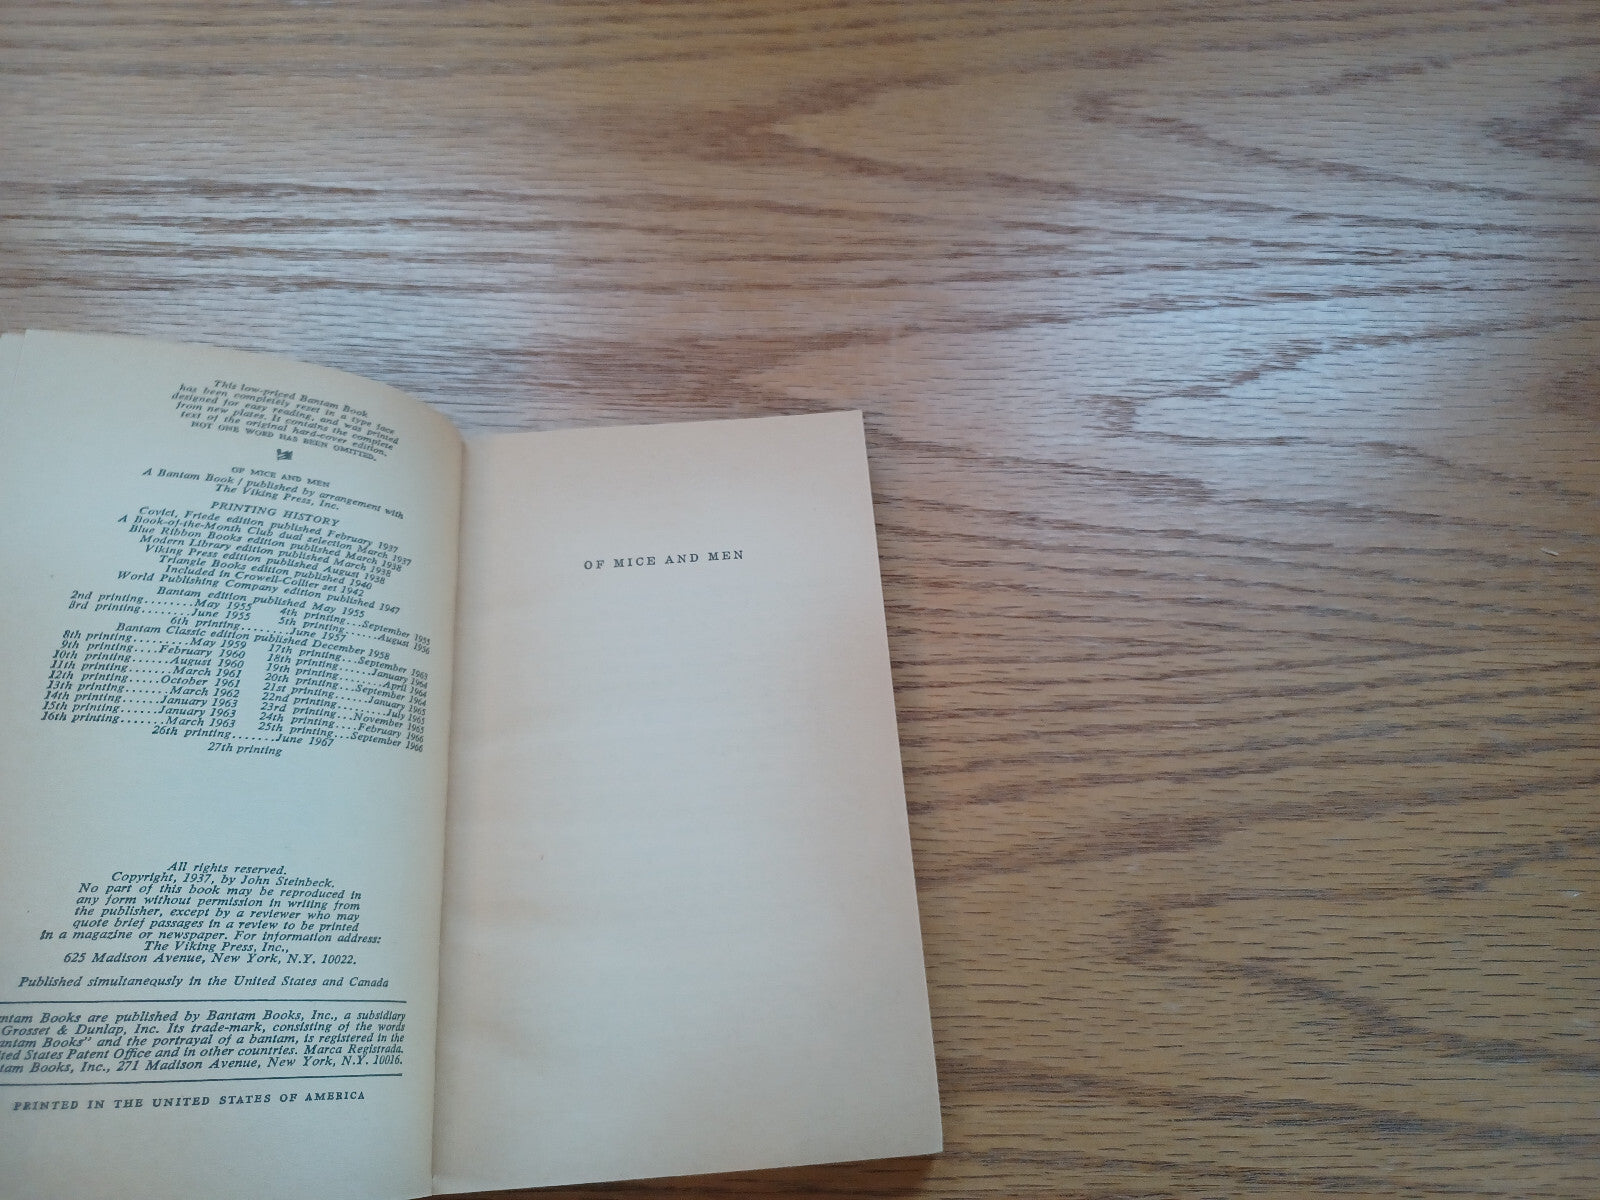 This low-priced Bantam Book
has been completely reset in a type face
designed for easy reading, and was printed
from new plates. It contains the complete
text of the original hard-cover edition.
NOT ONE WORD HAS BEEN OMITTED.
OF MICE AND MEN
A Bantam Book / published by arrangement with
The Viking Press, Inc.
PRINTING HISTORY
Covici, Friede edition published February 1937
A Book-of-the-Month Club dual selection March 1937
Blue Ribbon Books edition published March 1938
Modern Library edition published March 1938
Viking Press edition published August 1938
Triangle Books edition published 1940
Included in Crowell-Collier set 1942
World Publishing Company edition published 1947
Bantam edition published May 1955
2nd printing........May 1955 4th printing...September 1955
3rd printing........June 1955 5th printing......August 1956
6th printing........June 1957
Bantam Classic edition published December 1958
8th printing.........May 1959 17th printing...September 1963
9th printing....February 1960 18th printing.....January 1964
10th printing......August 1960 19th printing.......April 1964
11th printing.......March 1961 20th printing...September 1964
12th printing.....October 1961 21st printing.....January 1965
13th printing.......March 1962 22nd printing........July 1965
14th printing.....January 1963 23rd printing...November 1965
15th printing.....January 1963 24th printing....February 1966
16th printing.......March 1963 25th printing...September 1966
26th printing.......June 1967
27th printing
All rights reserved.
Copyright, 1937, by John Steinbeck.
No part of this book may be reproduced in
any form without permission in writing from
the publisher, except by a reviewer who may
quote brief passages in a review to be printed
in a magazine or newspaper. For information address:
The Viking Press, Inc.,
625 Madison Avenue, New York, N.Y. 10022.
Published simultaneously in the United States and Canada
Books are published by Bantam Books, Inc., a subsidiary
Grosset & Dunlap, Inc. Its trade-mark, consisting of the words
Books" and the portrayal of a bantam, is registered in the
States Patent Office and in other countries. Marca Registrada.
Books, Inc., 271 Madison Avenue, New York, N.Y. 10016.
PRINTED IN THE UNITED STATES OF AMERICA
OF MICE AND MEN